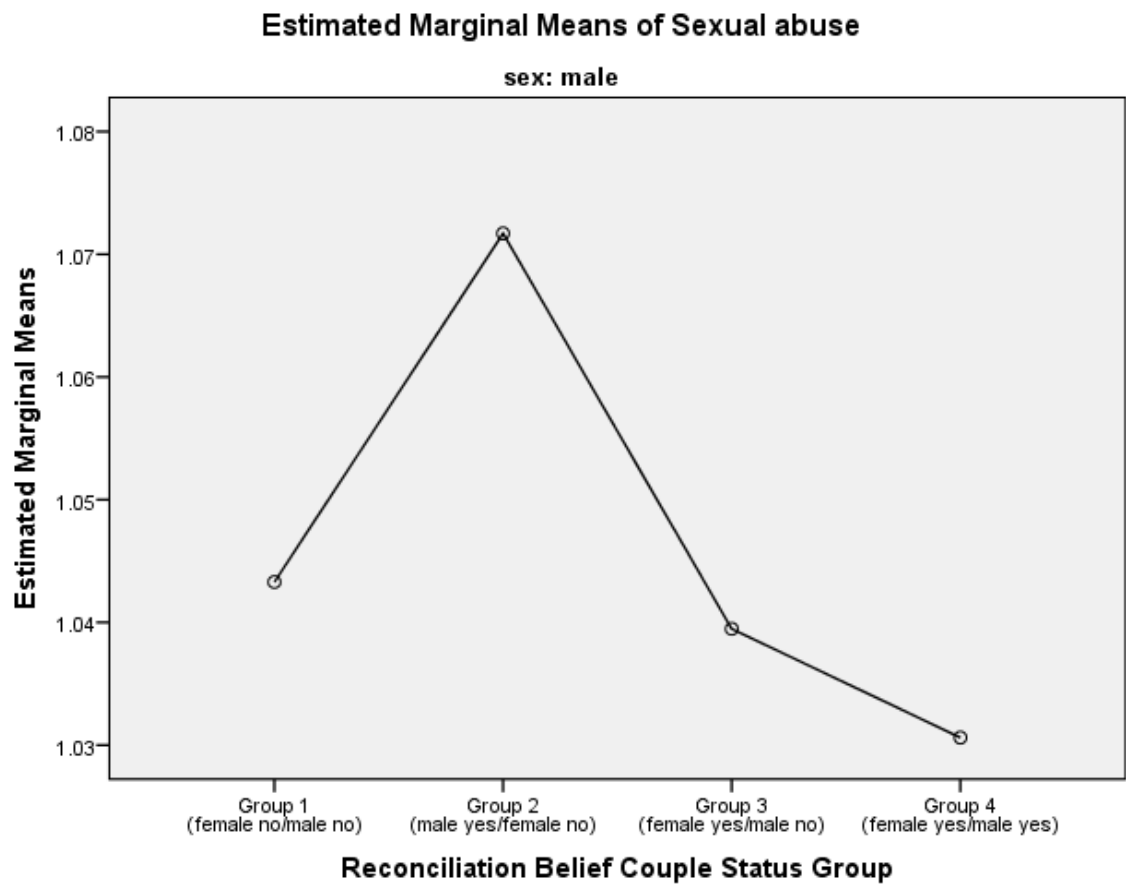 Estimated Marginal Means of Sexual abuse
sex: male
Estimated Marginal Means
1.08
1.07
1.06
1.05
1.04
1.03
Group 1
(female no/male no)
Group 2
(male yes/female no)
Group 3
(female yes/male no)
Group 4
(female yes/male yes)
Reconciliation Belief Couple Status Group